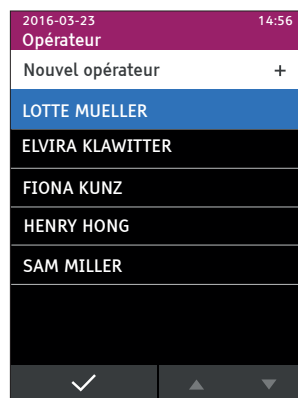 2016-03-23 14:56
Opérateur
Nouvel opérateur +
LOTTE MUELLER
ELVIRA KLAWITTER
FIONA KUNZ
HENRY HONG
SAM MILLER